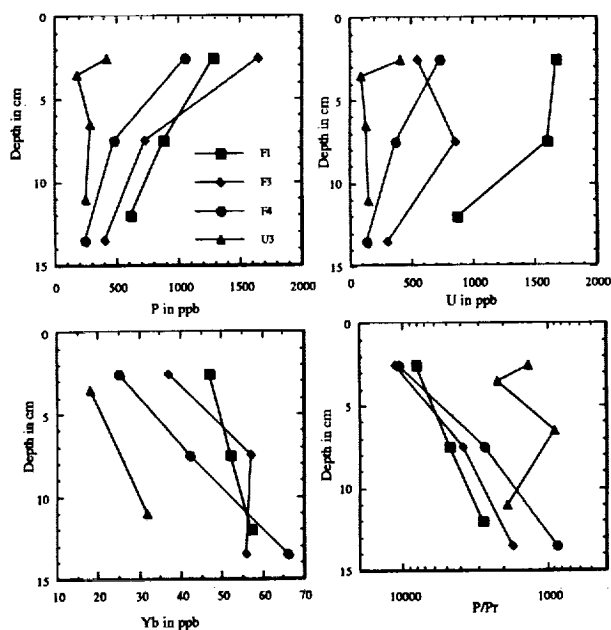 0
5
10
15
Depth in cm
0 500 1000 1500 2000
P in ppb
F1
F3
F4
U3
0
5
10
15
Depth in cm
0 500 1000 1500 2000
U in ppb
0
5
10
15
Depth in cm
10 20 30 40 50 60 70
Yb in ppb
0
5
10
15
Depth in cm
10000 1000
P/Pr